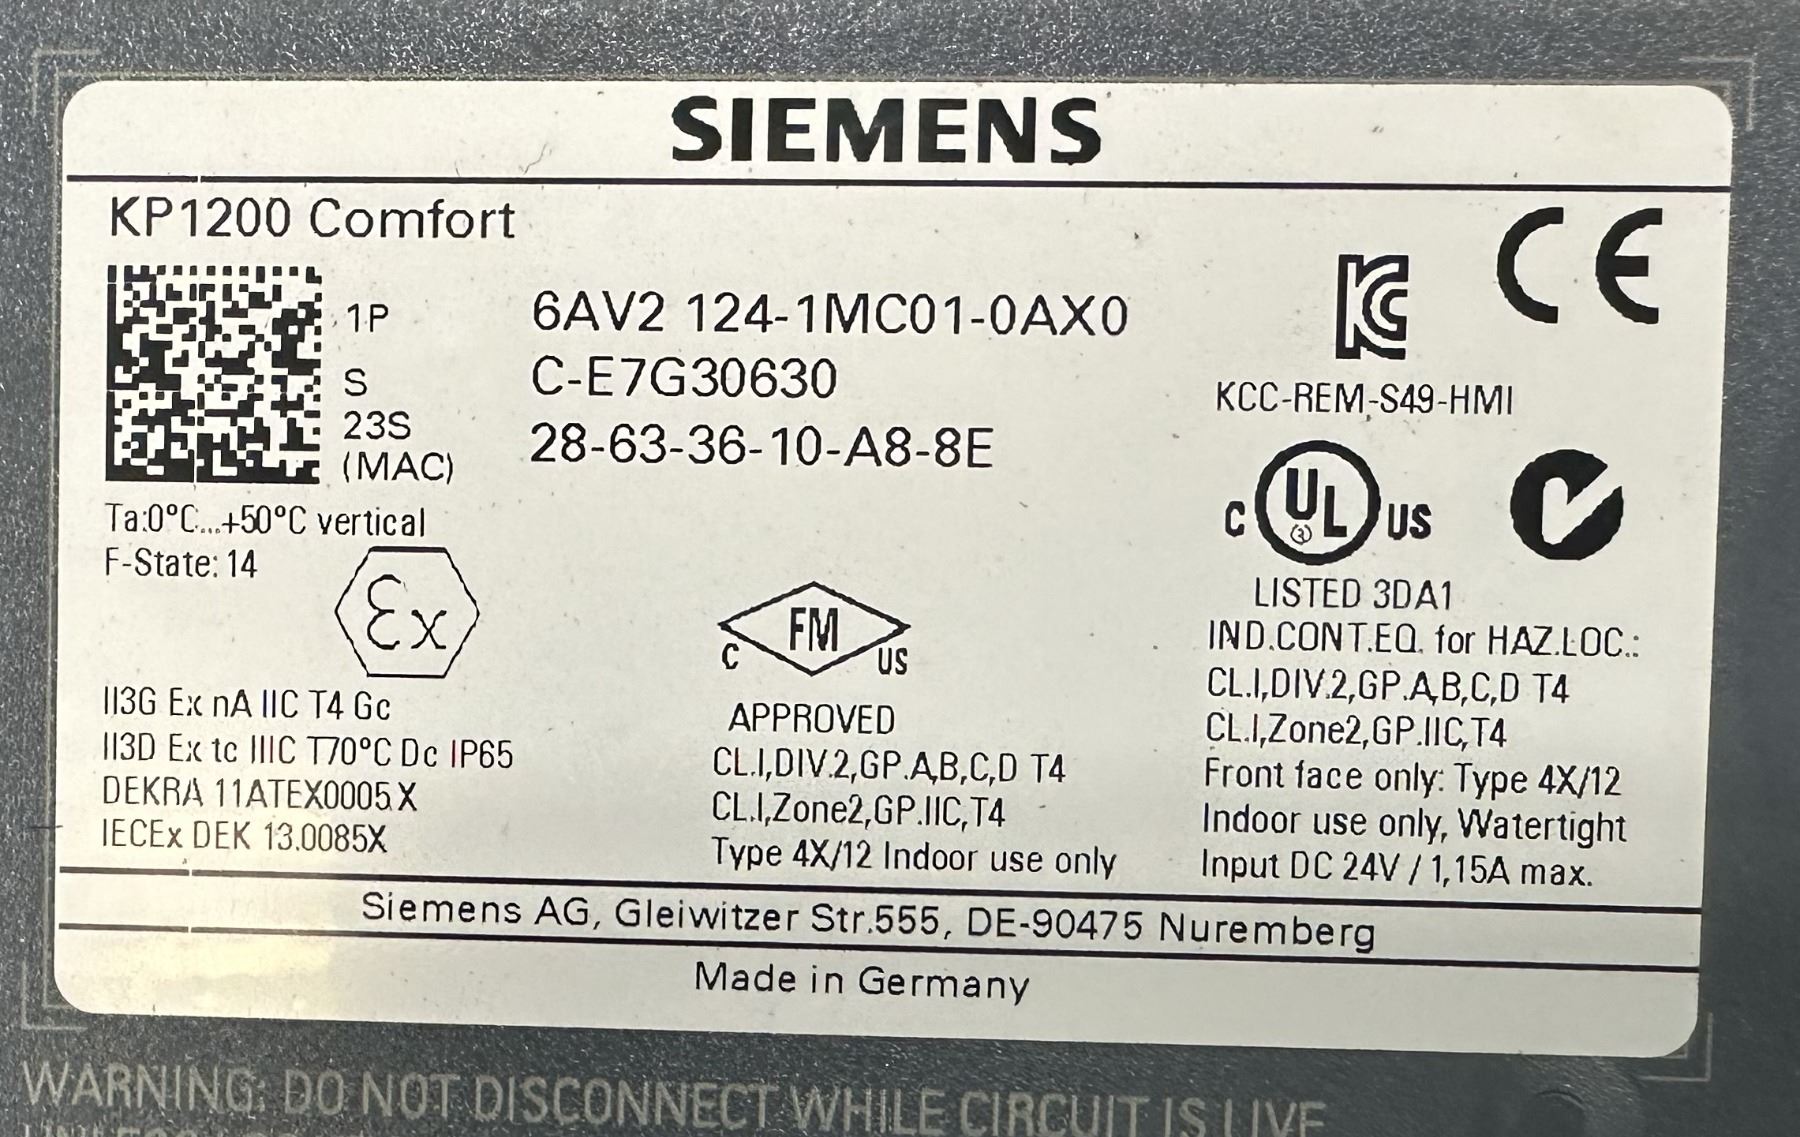 SIEMENS
KP1200 Comfort
CE
1P 6AV2 124-1MC01-0AX0
S C-E7G30630
23S
(MAC) 28-63-36-10-A8-8E
KC
KCC-REM-S49-HMI
Ta:0°C...+50°C vertical
F-State: 14
Ex
II3G Ex nA IIC T4 Gc
II3D Ex tc IIIC T70°C Dc IP65
DEKRA 11ATEX0005X
IECEx DEK 13.0085X
C FM US
APPROVED
CL.I,DIV.2,GP.A,B,C,D T4
CL.I,Zone2,GP.IIC,T4
Type 4X/12 Indoor use only
C UL US
LISTED 3DA1
IND.CONT.EQ. for HAZ.LOC.:
CL.I,DIV.2,GP.A,B,C,D T4
CL.I,Zone2,GP.IIC,T4
Front face only: Type 4X/12
Indoor use only, Watertight
Input DC 24V / 1,15A max.
Siemens AG, Gleiwitzer Str.555, DE-90475 Nuremberg
Made in Germany
WARNING: DO NOT DISCONNECT WHILE CIRCUIT IS LIVE